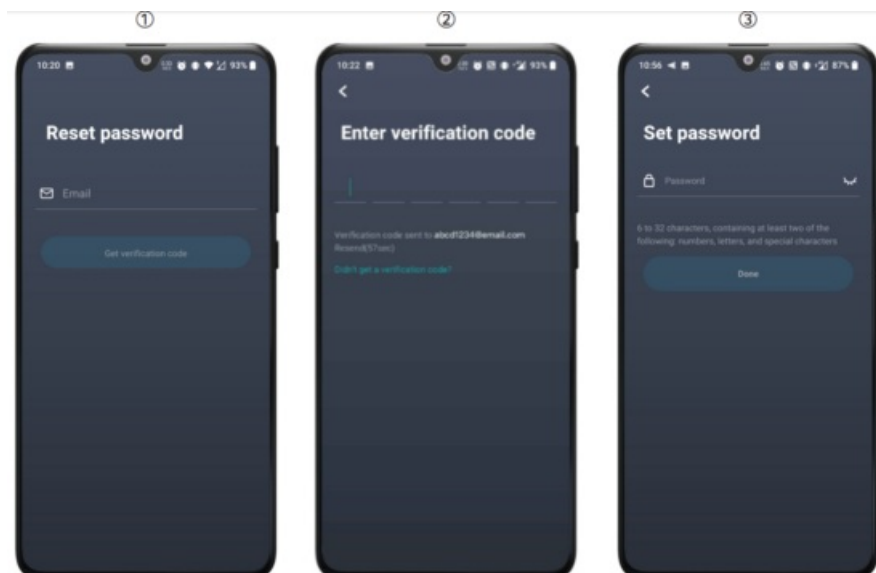 ①
②
③
10:20
93%
Reset password
Email
Get verification code
10:22
93%
Enter verification code
Verification code sent to abcd1234@email.com
Resend(57sec)
Didn't get a verification code?
10:56
87%
Set password
Password
6 to 32 characters, containing at least two of the
following: numbers, letters, and special characters
Done